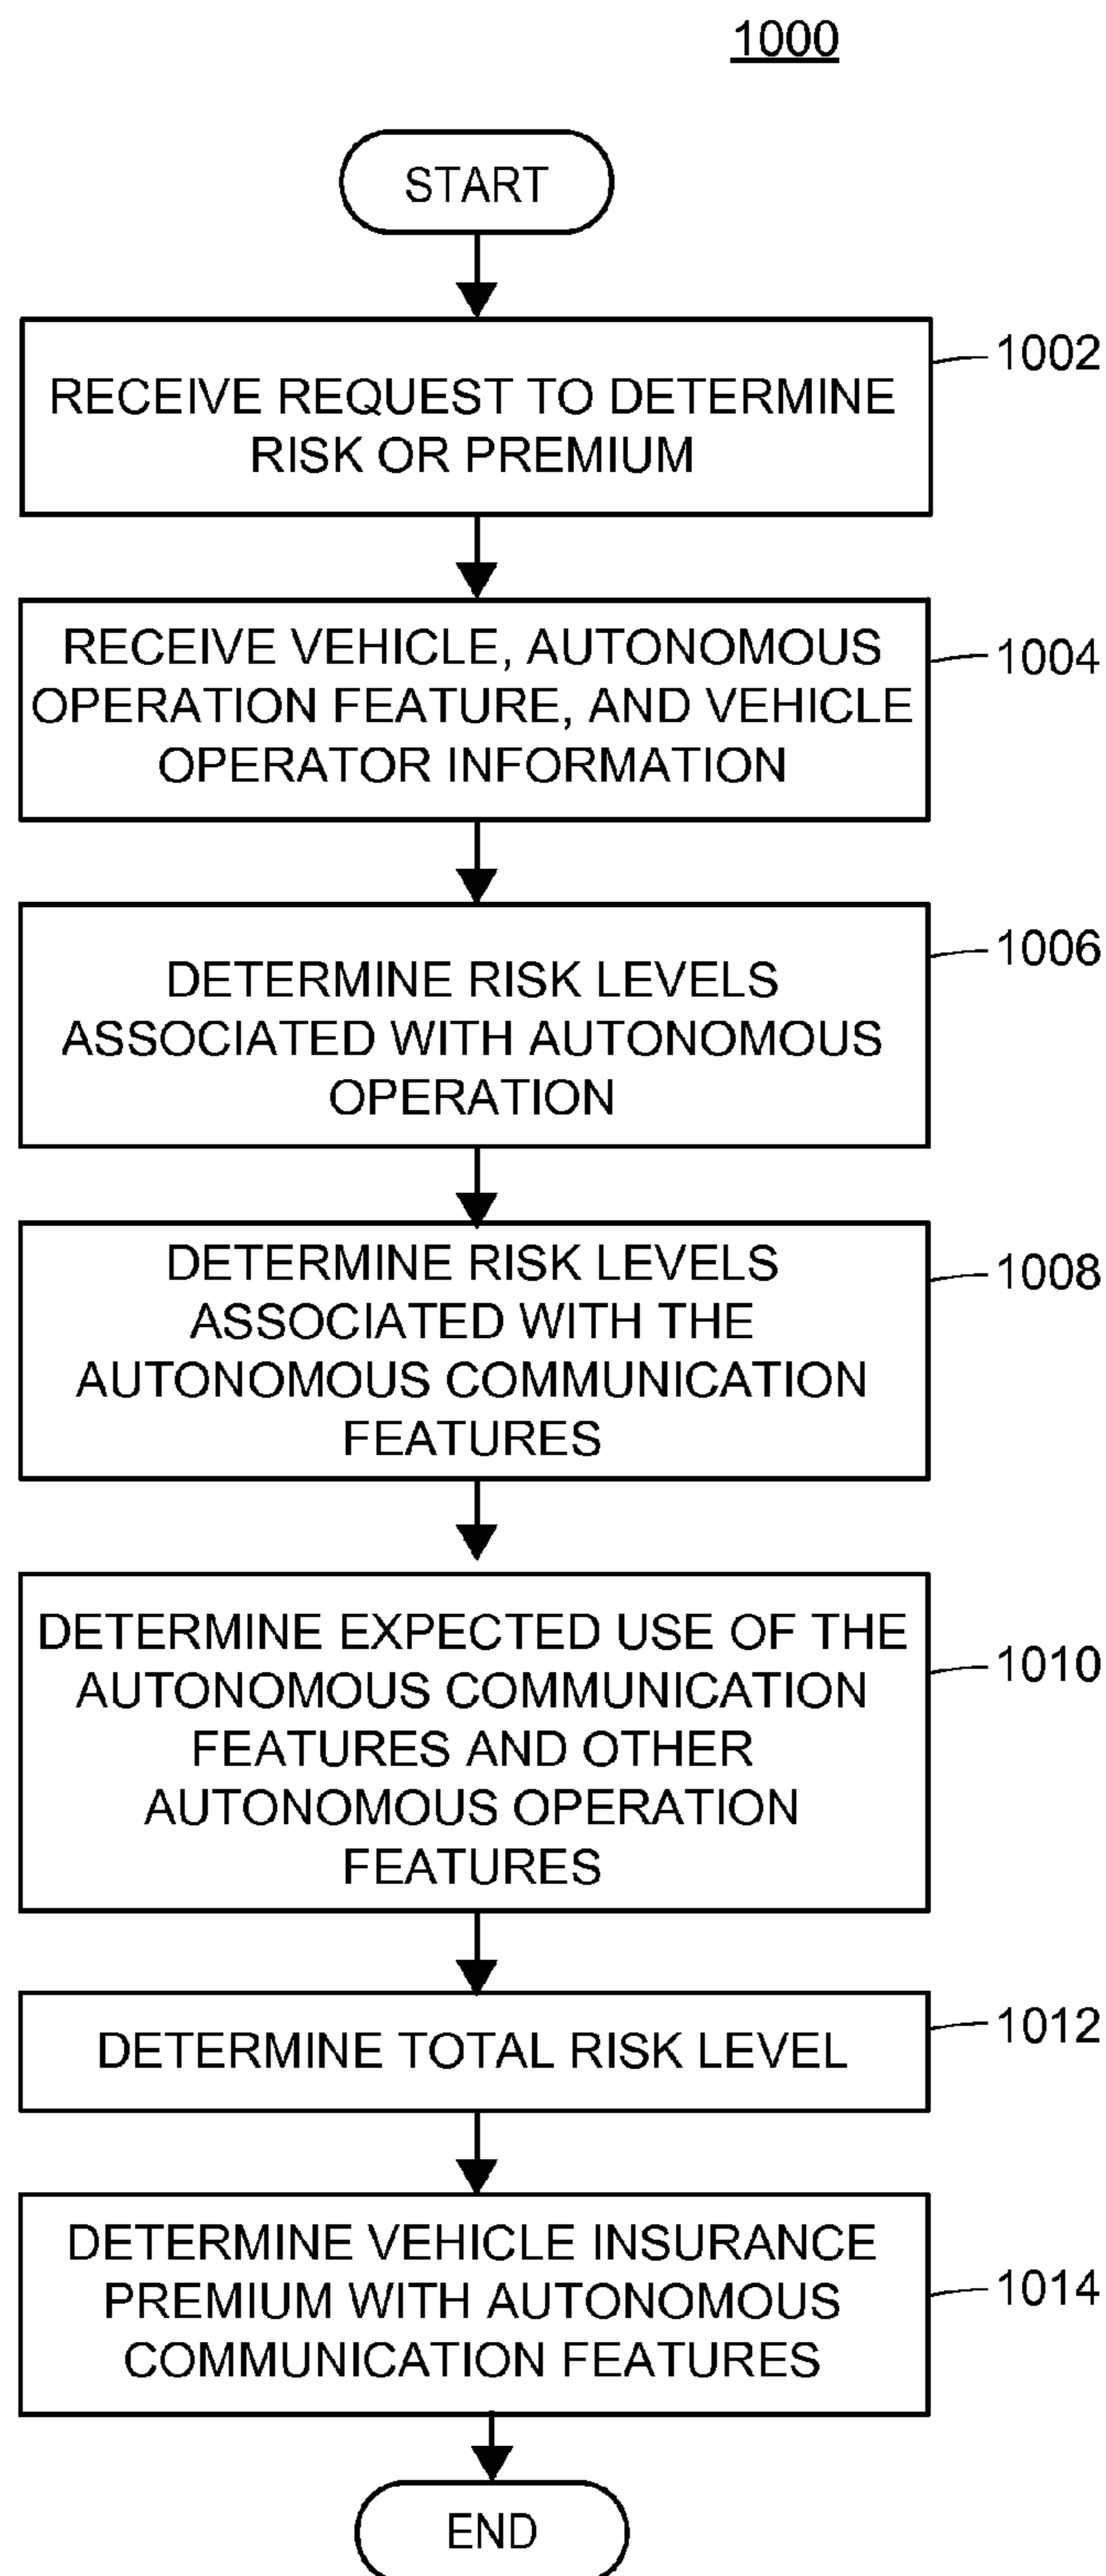 1000
START
RECEIVE REQUEST TO DETERMINE
RISK OR PREMIUM
1002
RECEIVE VEHICLE, AUTONOMOUS
OPERATION FEATURE, AND VEHICLE
OPERATOR INFORMATION
1004
DETERMINE RISK LEVELS
ASSOCIATED WITH AUTONOMOUS
OPERATION
1006
DETERMINE RISK LEVELS
ASSOCIATED WITH THE
AUTONOMOUS COMMUNICATION
FEATURES
1008
DETERMINE EXPECTED USE OF THE
AUTONOMOUS COMMUNICATION
FEATURES AND OTHER
AUTONOMOUS OPERATION
FEATURES
1010
DETERMINE TOTAL RISK LEVEL
1012
DETERMINE VEHICLE INSURANCE
PREMIUM WITH AUTONOMOUS
COMMUNICATION FEATURES
1014
END